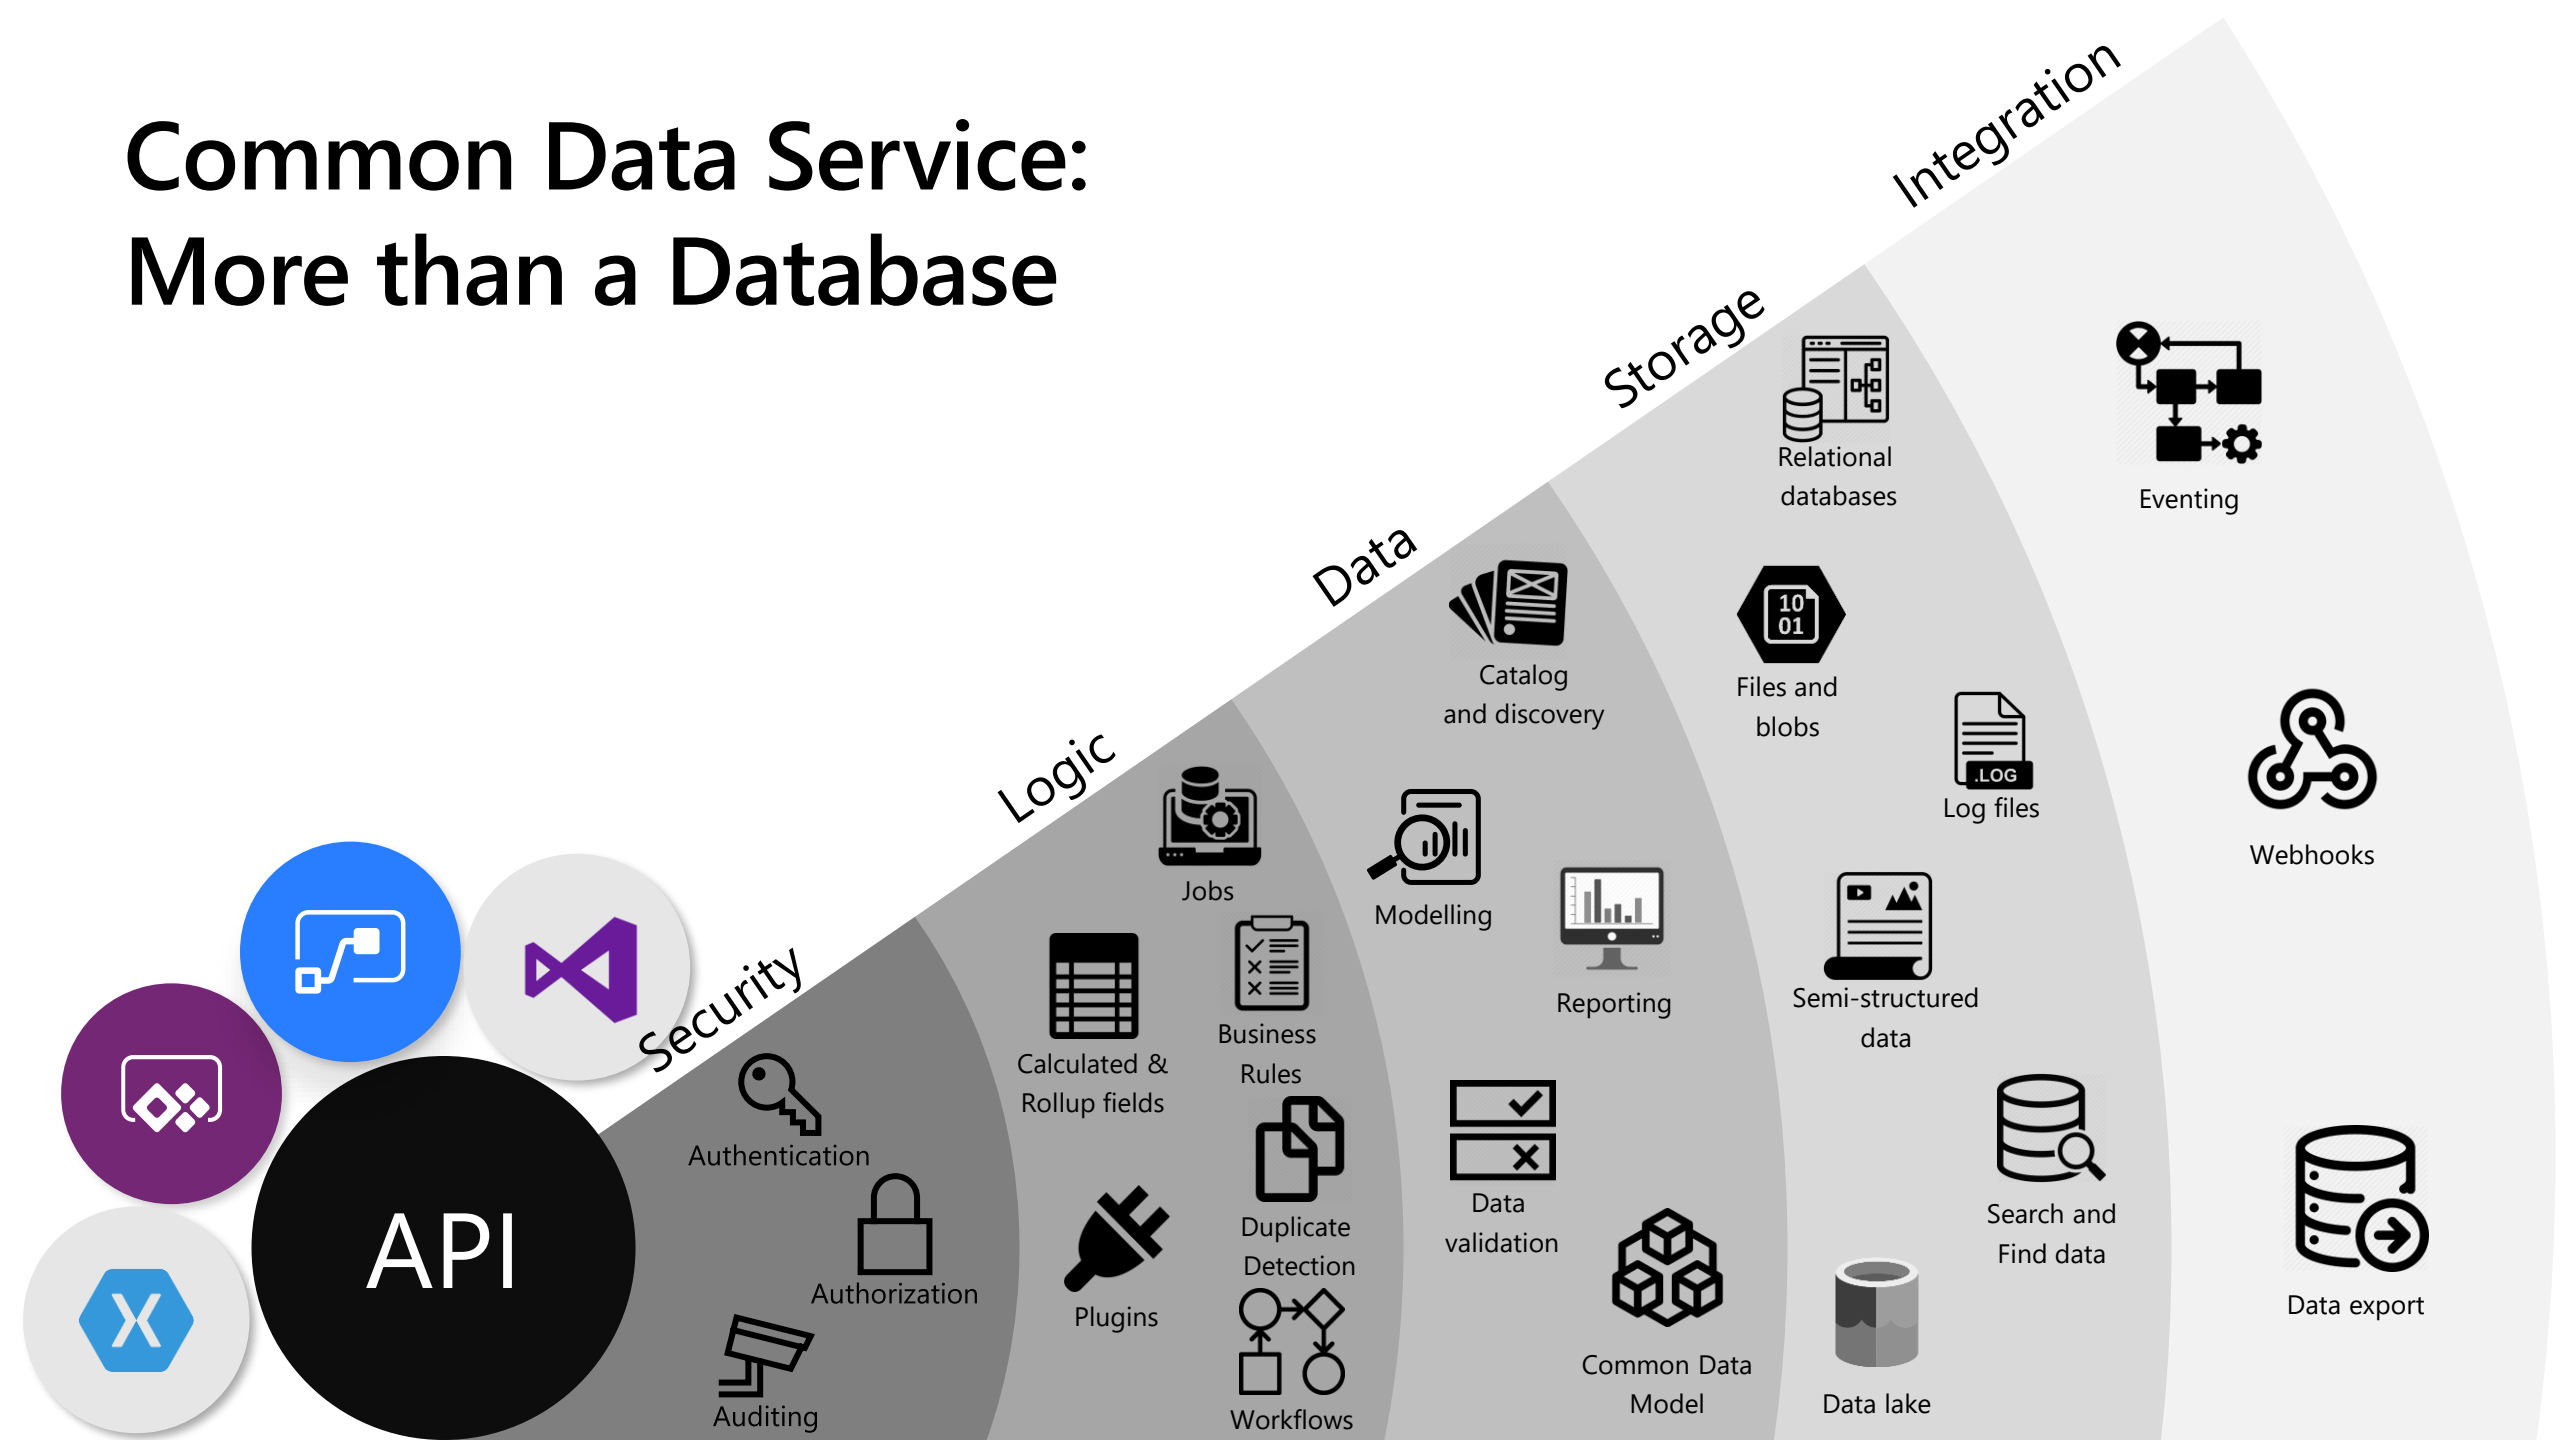 Common Data Service:
More than a Database
API
Security
Authentication
Authorization
Auditing
Logic
Jobs
Calculated &
Rollup fields
Business
Rules
Plugins
Duplicate
Detection
Workflows
Data
Catalog
and discovery
Modelling
Reporting
Data
validation
Common Data
Model
Storage
Relational
databases
10
01
Files and
blobs
.LOG
Log files
Semi-structured
data
Search and
Find data
Data lake
Integration
Eventing
Webhooks
Data export